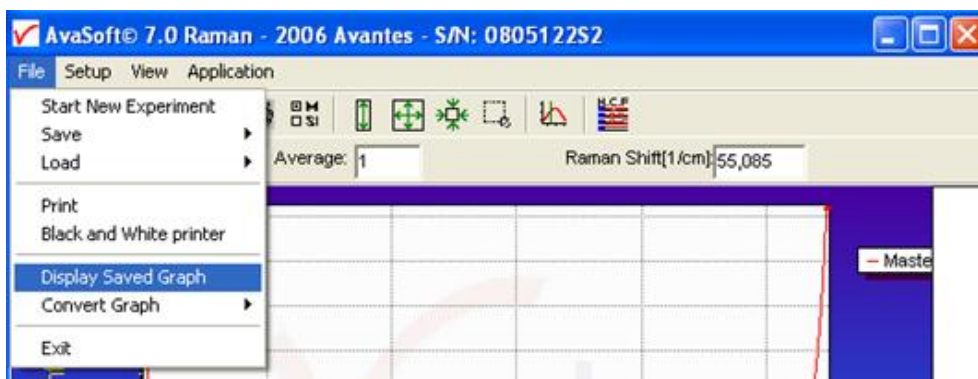 AvaSoft© 7.0 Raman - 2006 Avantes - S/N: 0805122S2
File Setup View Application
Start New Experiment
Save
Load
Average: 1 Raman Shift[1/cm]: 55,085
Print
Black and White printer
Display Saved Graph
Maste
Convert Graph
Exit